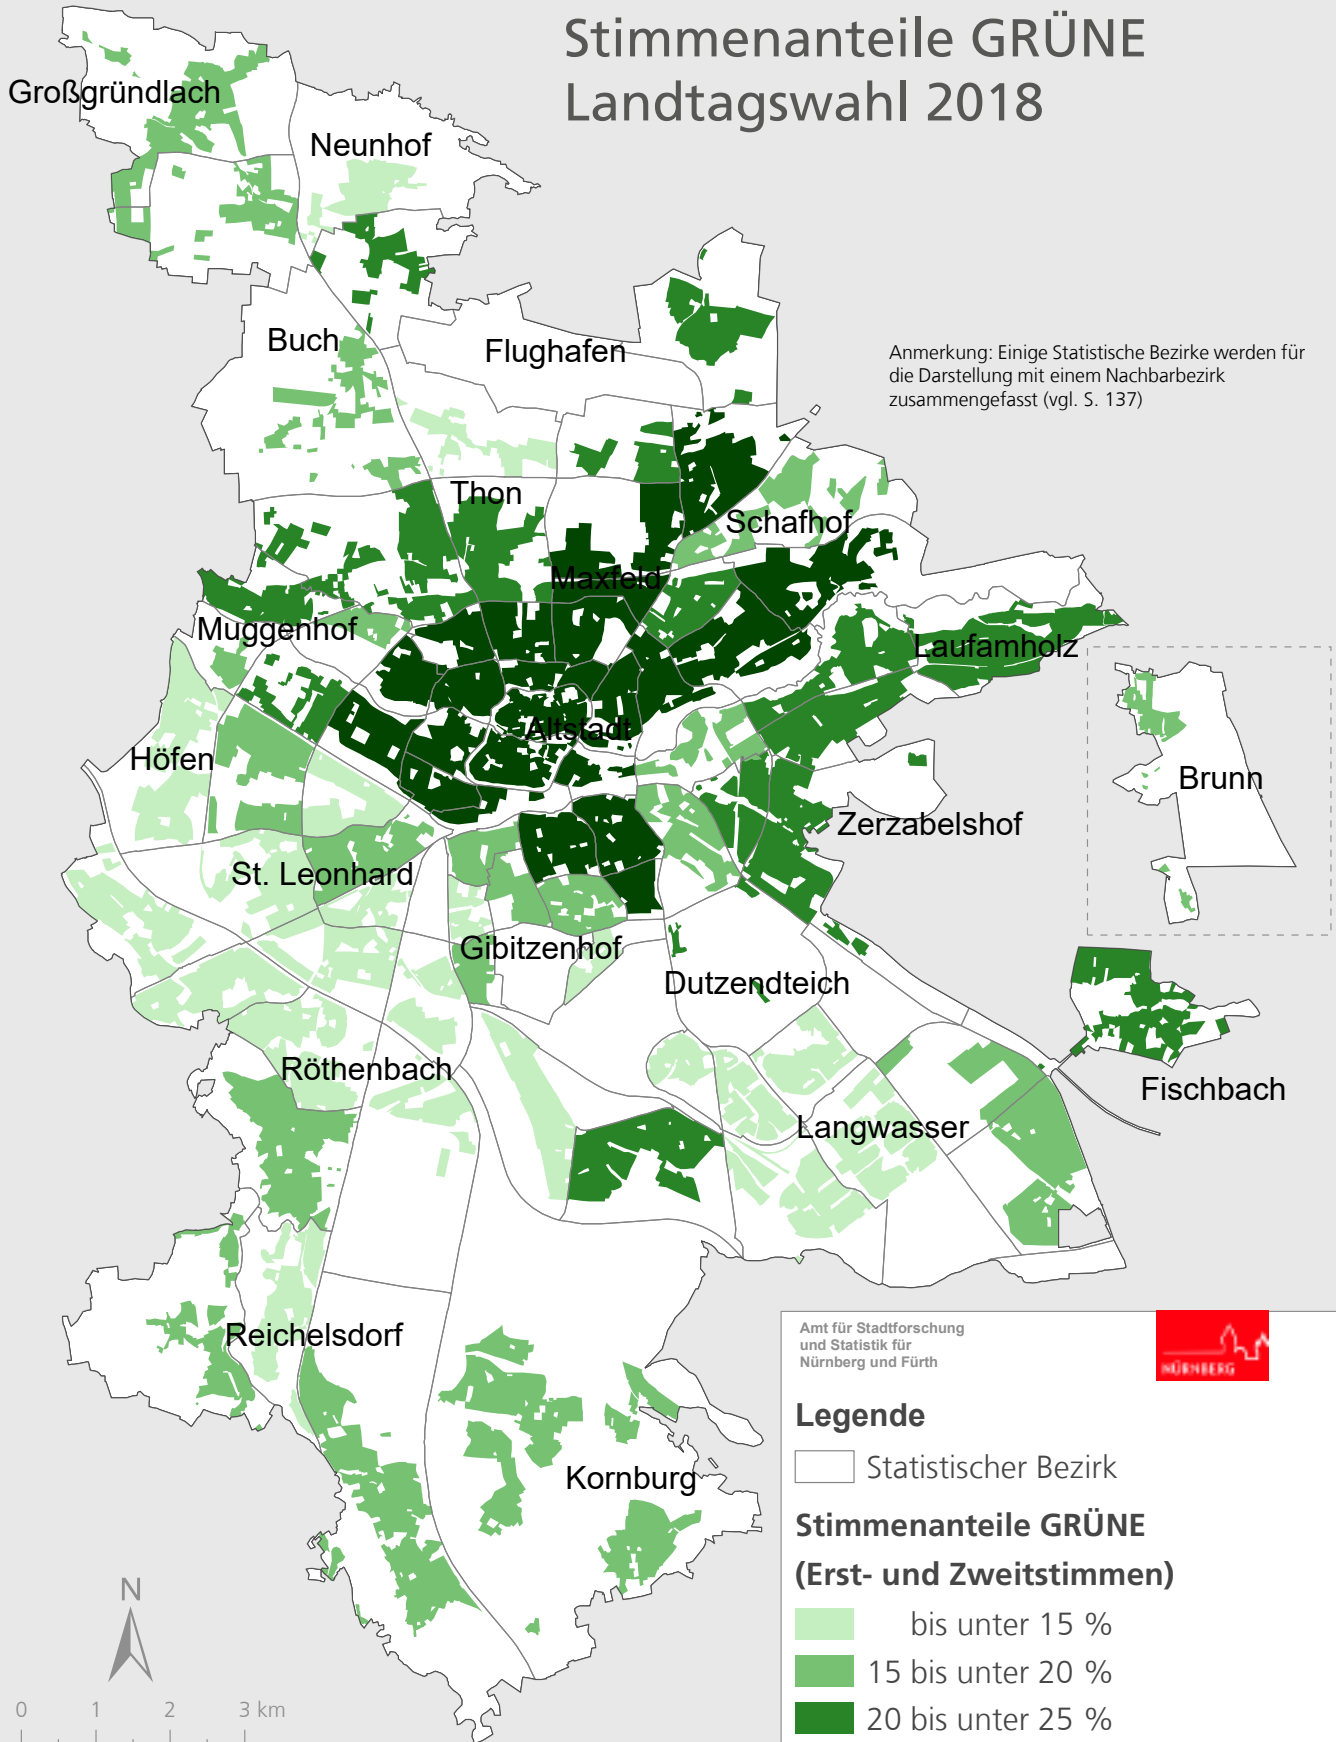 Stimmenanteile GRÜNE
Landtagswahl 2018
Großgründlach
Neunhof
Buch
Flughafen
Anmerkung: Einige Statistische Bezirke werden für
die Darstellung mit einem Nachbarbezirk
zusammengefasst (vgl. S. 137)
Thon
Schafhof
Maxfeld
Muggenhof
Laufamholz
Altstadt
Höfen
Brunn
Zerzabelshof
St. Leonhard
Gibitzenhof
Dutzendteich
Röthenbach
Fischbach
Langwasser
Reichelsdorf
Kornburg
Amt für Stadtforschung
und Statistik für
Nürnberg und Fürth
NÜRNBERG
Legende
Statistischer Bezirk
Stimmenanteile GRÜNE
(Erst- und Zweitstimmen)
bis unter 15 %
15 bis unter 20 %
20 bis unter 25 %
N
0 1 2 3 km